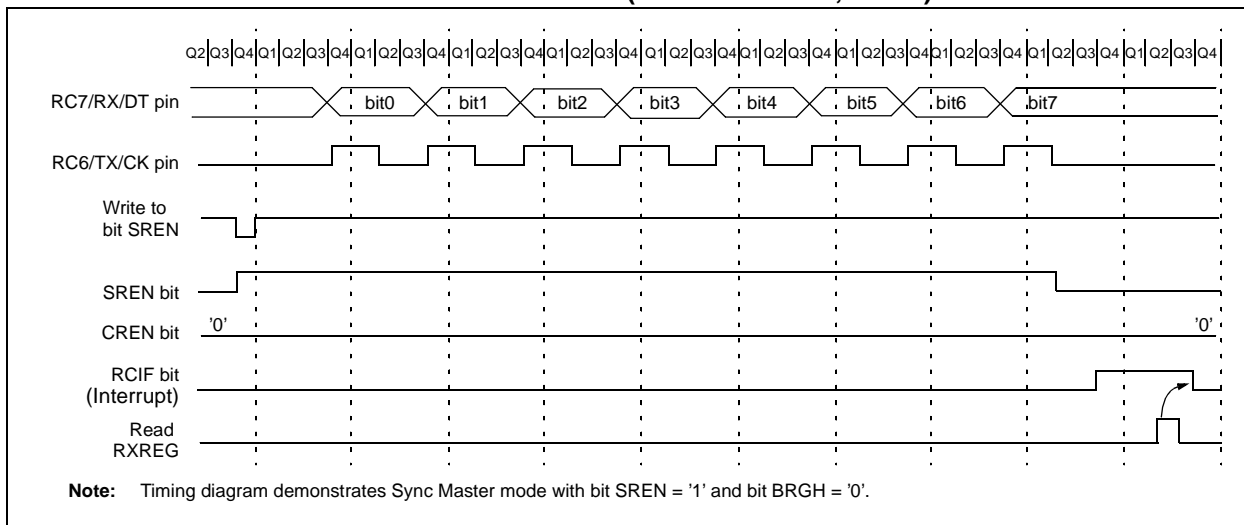 Q2 Q3 Q4 Q1 Q2 Q3 Q4 Q1 Q2 Q3 Q4 Q1 Q2 Q3 Q4 Q1 Q2 Q3 Q4 Q1 Q2 Q3 Q4 Q1 Q2 Q3 Q4 Q1 Q2 Q3 Q4 Q1 Q2 Q3 Q4 Q1 Q2 Q3 Q4 Q1 Q2 Q3 Q4
RC7/RX/DT pin bit0 bit1 bit2 bit3 bit4 bit5 bit6 bit7
RC6/TX/CK pin
Write to
bit SREN
SREN bit
CREN bit '0' '0'
RCIF bit
(Interrupt)
Read
RXREG
Note: Timing diagram demonstrates Sync Master mode with bit SREN = '1' and bit BRGH = '0'.